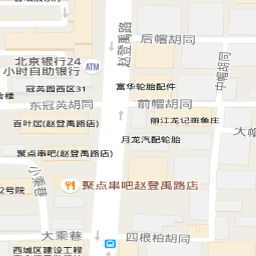 赵登禹路
后帽胡同
北京银行24
小时自助银行
ATM
冠英园西区31
富华轮胎配件
东冠英胡同
前帽胡同
中帽胡同
百叶居(赵登禹路店)
丽江龙记斑鱼庄
大帽
月龙汽配轮胎
聚点串吧(赵登禹路店)
小乘巷
2号院
聚点串吧赵登禹路店
大乘巷
四根柏胡同
西城区建设工程